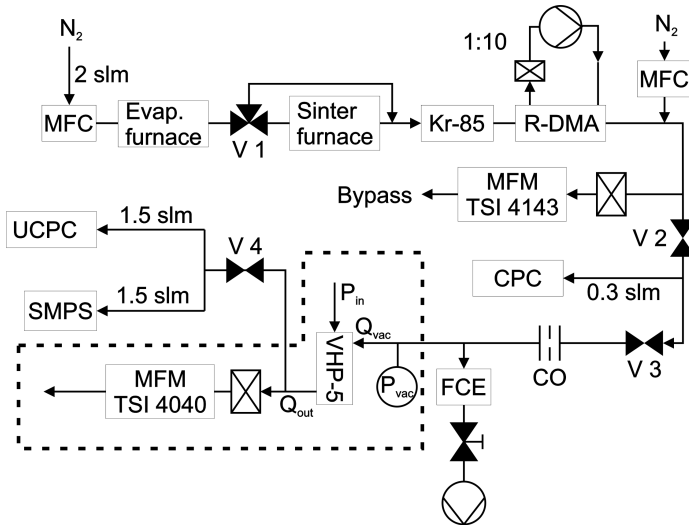 N2
2 slm
MFC
Evap.
furnace
V 1
Sinter
furnace
Kr-85
1:10
R-DMA
N2
MFC
Bypass
MFM
TSI 4143
V 2
UCPC
1.5 slm
V 4
CPC
0.3 slm
SMPS
1.5 slm
Pin
Qvac
VHP-5
Pvac
FCE
CO
V 3
MFM
TSI 4040
Qout